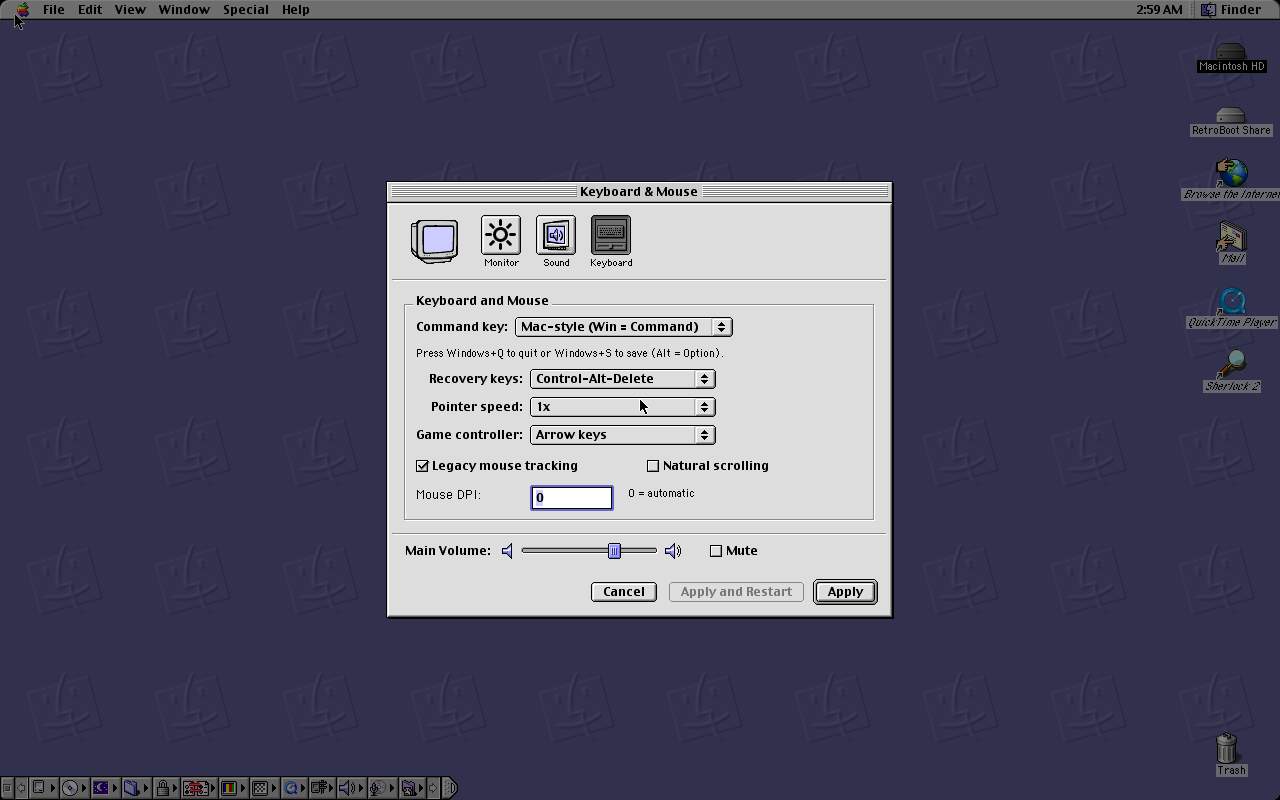 File Edit View Window Special Help 2:59 AM Finder
Macintosh HD
RetroBoot Share
Browse the Internet
Mail
QuickTime Player
Sherlock 2
Trash
Keyboard & Mouse
Monitor Sound Keyboard
Keyboard and Mouse
Command key: Mac-style (Win = Command)
Press Windows+Q to quit or Windows+S to save (Alt = Option).
Recovery keys: Control-Alt-Delete
Pointer speed: 1x
Game controller: Arrow keys
Legacy mouse tracking Natural scrolling
Mouse DPI: 0 0 = automatic
Main Volume: Mute
Cancel Apply and Restart Apply